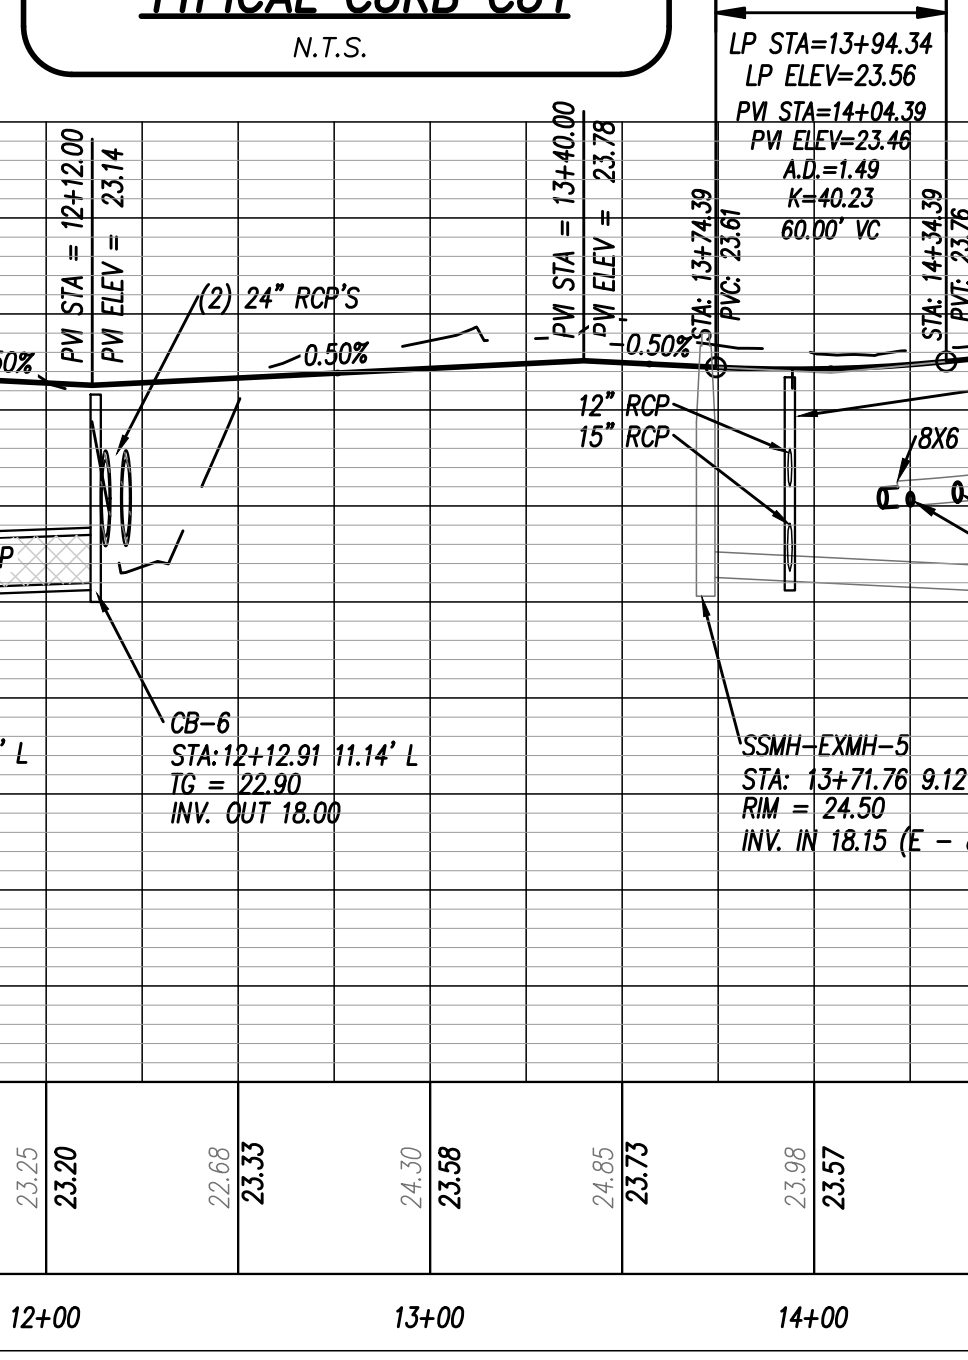 TYPICAL CURB CUT
N.T.S.
LP STA=13+94.34
LP ELEV=23.56
PVI STA=14+04.39
PVI ELEV=23.46
A.D.=1.49
K=40.23
60.00' VC
PVI STA = 12+12.00
PVI ELEV = 23.14
PVI STA = 13+40.00
PVI ELEV = 23.78
STA: 13+74.39
PVC: 23.61
STA: 14+34.39
PVT: 23.76
(2) 24" RCP'S
50%
0.50%
-0.50%
12" RCP
15" RCP
8X6
P
CB-6
STA:12+12.91 11.14' L
TG = 22.90
INV. OUT 18.00
' L
SSMH-EXMH-5
STA: 13+71.76 9.12
RIM = 24.50
INV. IN 18.15 (E -
23.25
23.20
22.68
23.33
24.30
23.58
24.85
23.73
23.98
23.57
12+00
13+00
14+00